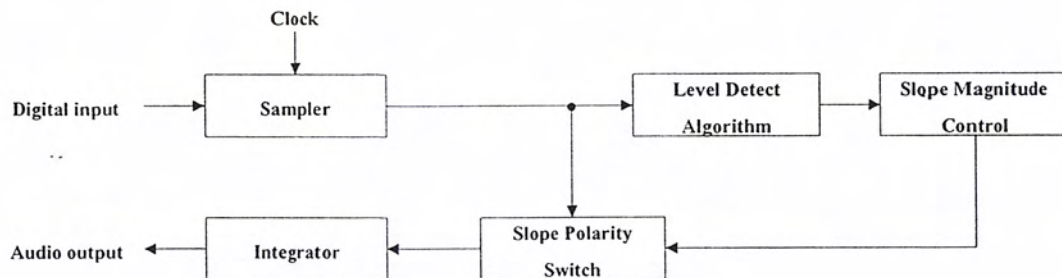 Clock
Digital input
Sampler
Level Detect
Algorithm
Slope Magnitude
Control
Audio output
Integrator
Slope Polarity
Switch